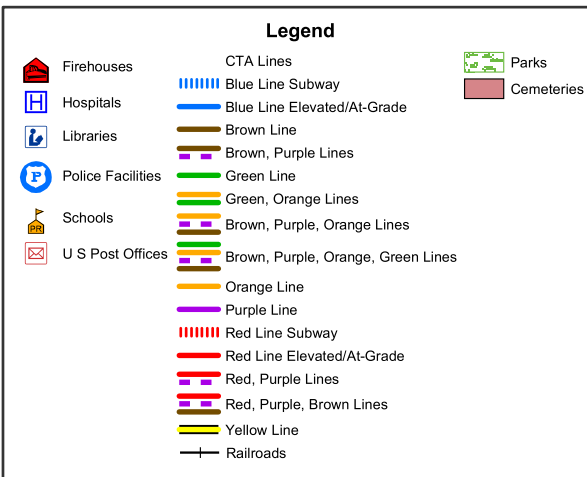 Legend
Firehouses
Hospitals
H
Libraries
Police Facilities
P
Schools
PR
U S Post Offices
CTA Lines
Blue Line Subway
Blue Line Elevated/At-Grade
Brown Line
Brown, Purple Lines
Green Line
Green, Orange Lines
Brown, Purple, Orange Lines
Brown, Purple, Orange, Green Lines
Orange Line
Purple Line
Red Line Subway
Red Line Elevated/At-Grade
Red, Purple Lines
Red, Purple, Brown Lines
Yellow Line
Railroads
Parks
Cemeteries